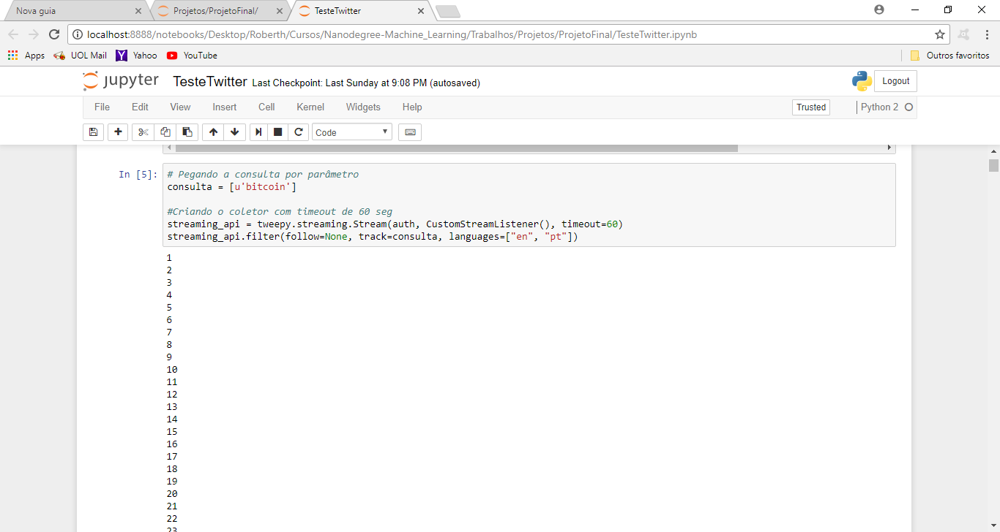 Nova guia
Projetos/ProjetoFinal/
TesteTwitter
localhost:8888/notebooks/Desktop/Roberth/Cursos/Nanodegree-Machine_Learning/Trabalhos/Projetos/ProjetoFinal/TesteTwitter.ipynb
Apps UOL Mail Yahoo YouTube Outros favoritos
jupyter TesteTwitter Last Checkpoint: Last Sunday at 9:08 PM (autosaved) Logout
File Edit View Insert Cell Kernel Widgets Help Trusted Python 2
Code
In [5]: # Pegando a consulta por parâmetro
consulta = [u'bitcoin']
#Criando o coletor com timeout de 60 seg
streaming_api = tweepy.streaming.Stream(auth, CustomStreamListener(), timeout=60)
streaming_api.filter(follow=None, track=consulta, languages=["en", "pt"])
1
2
3
4
5
6
7
8
9
10
11
12
13
14
15
16
17
18
19
20
21
22
23